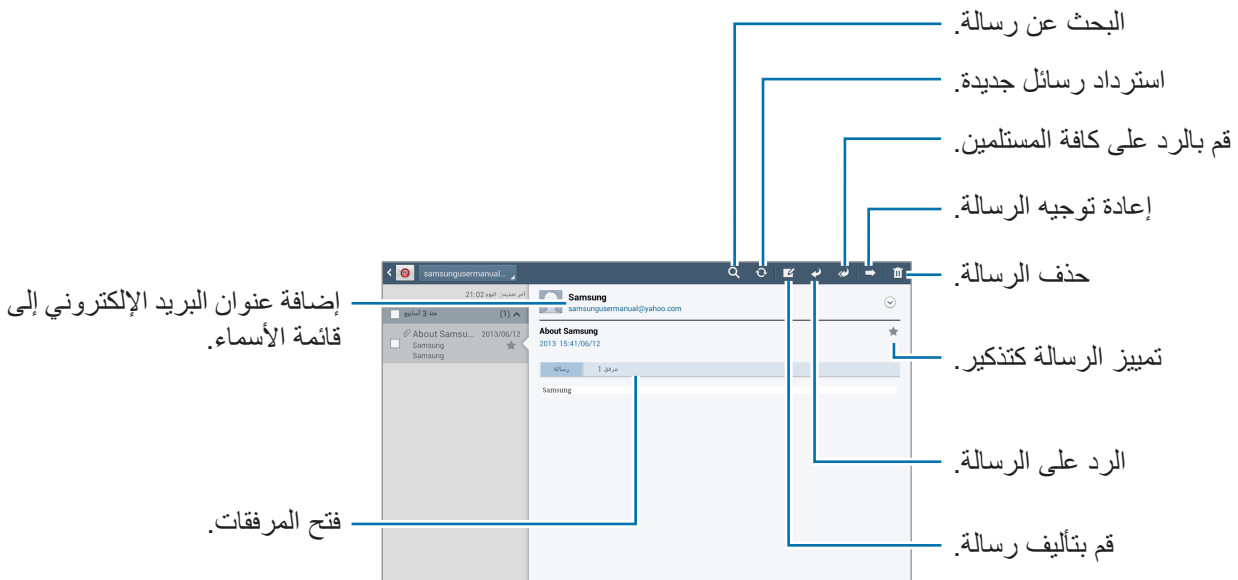 البحث عن رسالة.
استرداد رسائل جديدة.
قم بالرد على كافة المستلمين.
إعادة توجيه الرسالة.
حذف الرسالة.
samsungusermanual..
إضافة عنوان البريد الإلكتروني إلى
قائمة الأسماء.
آخر تحديث: اليوم 21:02
منذ 3 أسابيع (1)
About Samsu... 2013/06/12
Samsung
Samsung
Samsung
samsungusermanual@yahoo.com
About Samsung
2013 15:41/06/12
رسالة
مرفق 1
Samsung
تمييز الرسالة كتذكير.
الرد على الرسالة.
فتح المرفقات.
قم بتأليف رسالة.